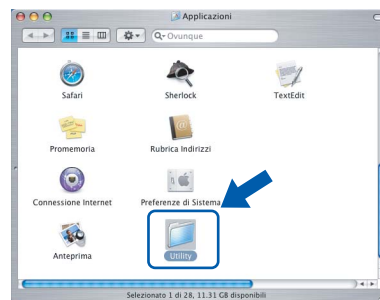 Applicazioni
Q- Ovunque
Safari
Sherlock
TextEdit
Promemoria
Rubrica Indirizzi
Connessione Internet
Preferenze di Sistema
Anteprima
Utility
Selezionato 1 di 28, 11.31 GB disponibili